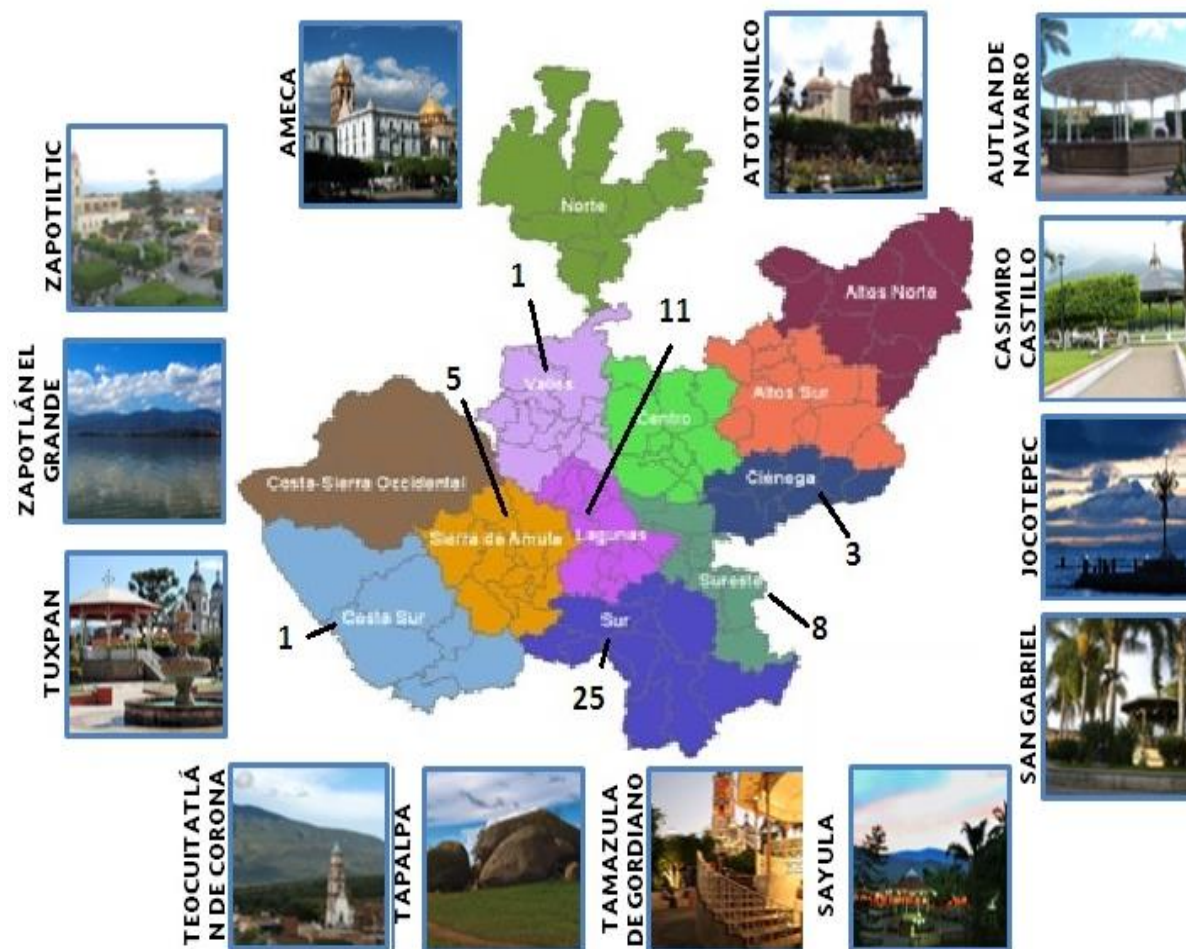 AMECA
ATOTONILCO
AUTLAN DE
NAVARRO
ZAPOTILTIC
Norte
CASIMIRO
CASTILLO
Altos Norte
1
11
Valles
5
Centro
Altos Sur
ZAPOTLÁN EL
GRANDE
Costa-Sierra Occidental
Ciénega
JOCOTEPEC
Sierra de Amula
Lagunas
3
Sureste
TUXPAN
1
Costa Sur
Sur
8
25
SAN GABRIEL
TEOCUITATLÁ
N DE CORONA
TAPALPA
TAMAZULA
DE GORDIANO
SAYULA